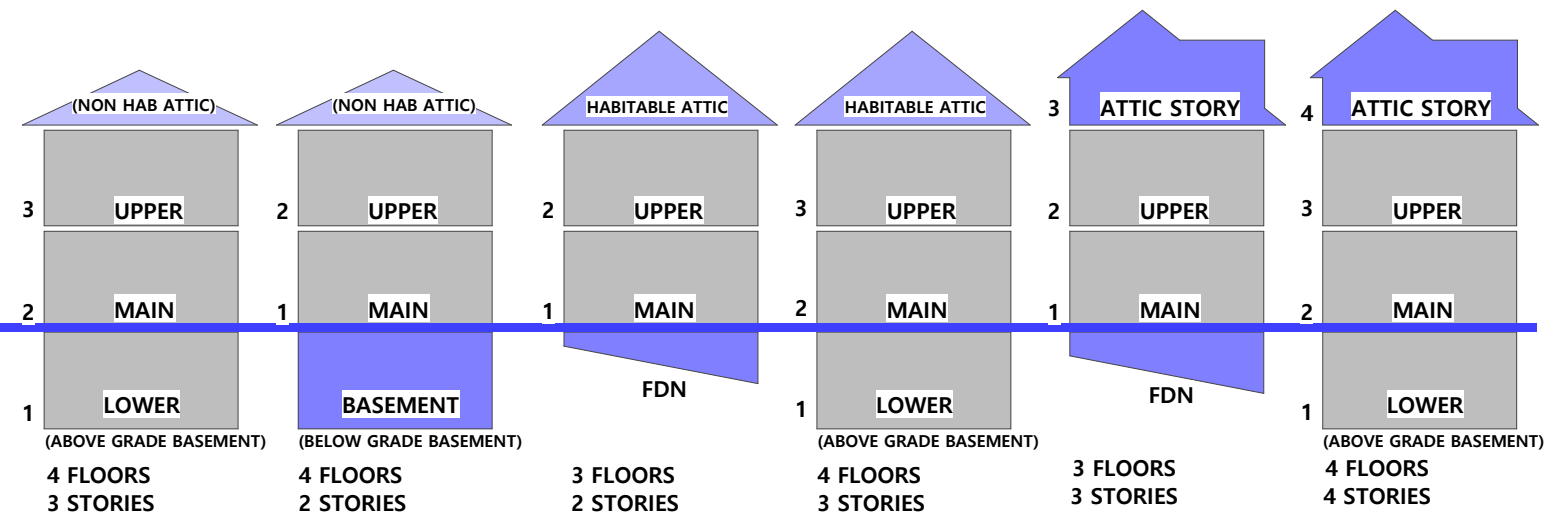 (NON HAB ATTIC)
3 UPPER
2 MAIN
1 LOWER
(ABOVE GRADE BASEMENT)
4 FLOORS
3 STORIES
(NON HAB ATTIC)
2 UPPER
1 MAIN
BASEMENT
(BELOW GRADE BASEMENT)
4 FLOORS
2 STORIES
HABITABLE ATTIC
2 UPPER
1 MAIN
FDN
3 FLOORS
2 STORIES
HABITABLE ATTIC
3 UPPER
2 MAIN
1 LOWER
(ABOVE GRADE BASEMENT)
4 FLOORS
3 STORIES
3 ATTIC STORY
2 UPPER
1 MAIN
FDN
3 FLOORS
3 STORIES
4 ATTIC STORY
3 UPPER
2 MAIN
1 LOWER
(ABOVE GRADE BASEMENT)
4 FLOORS
4 STORIES